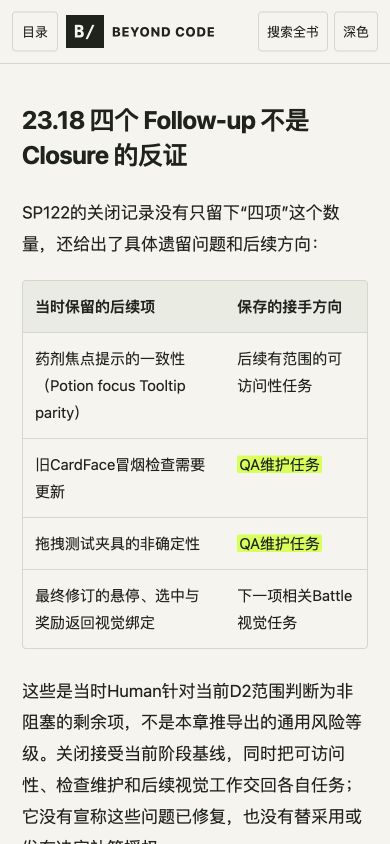 目录
B/ BEYOND CODE
搜索全书
深色
23.18 四个 Follow-up 不是
Closure 的反证
SP122的关闭记录没有只留下“四项”这个数
量，还给出了具体遗留问题和后续方向：
当时保留的后续项
保存的接手方向
药剂焦点提示的一致性
（Potion focus Tooltip
parity）
后续有范围的可
访问性任务
旧CardFace冒烟检查需要
更新
QA维护任务
拖拽测试夹具的非确定性
QA维护任务
最终修订的悬停、选中与
奖励返回视觉绑定
下一项相关Battle
视觉任务
这些是当时Human针对当前D2范围判断为非
阻塞的剩余项，不是本章推导出的通用风险等
级。关闭接受当前阶段基线，同时把可访问
性、检查维护和后续视觉工作交回各自任务；
它没有宣称这些问题已修复，也没有替采用或